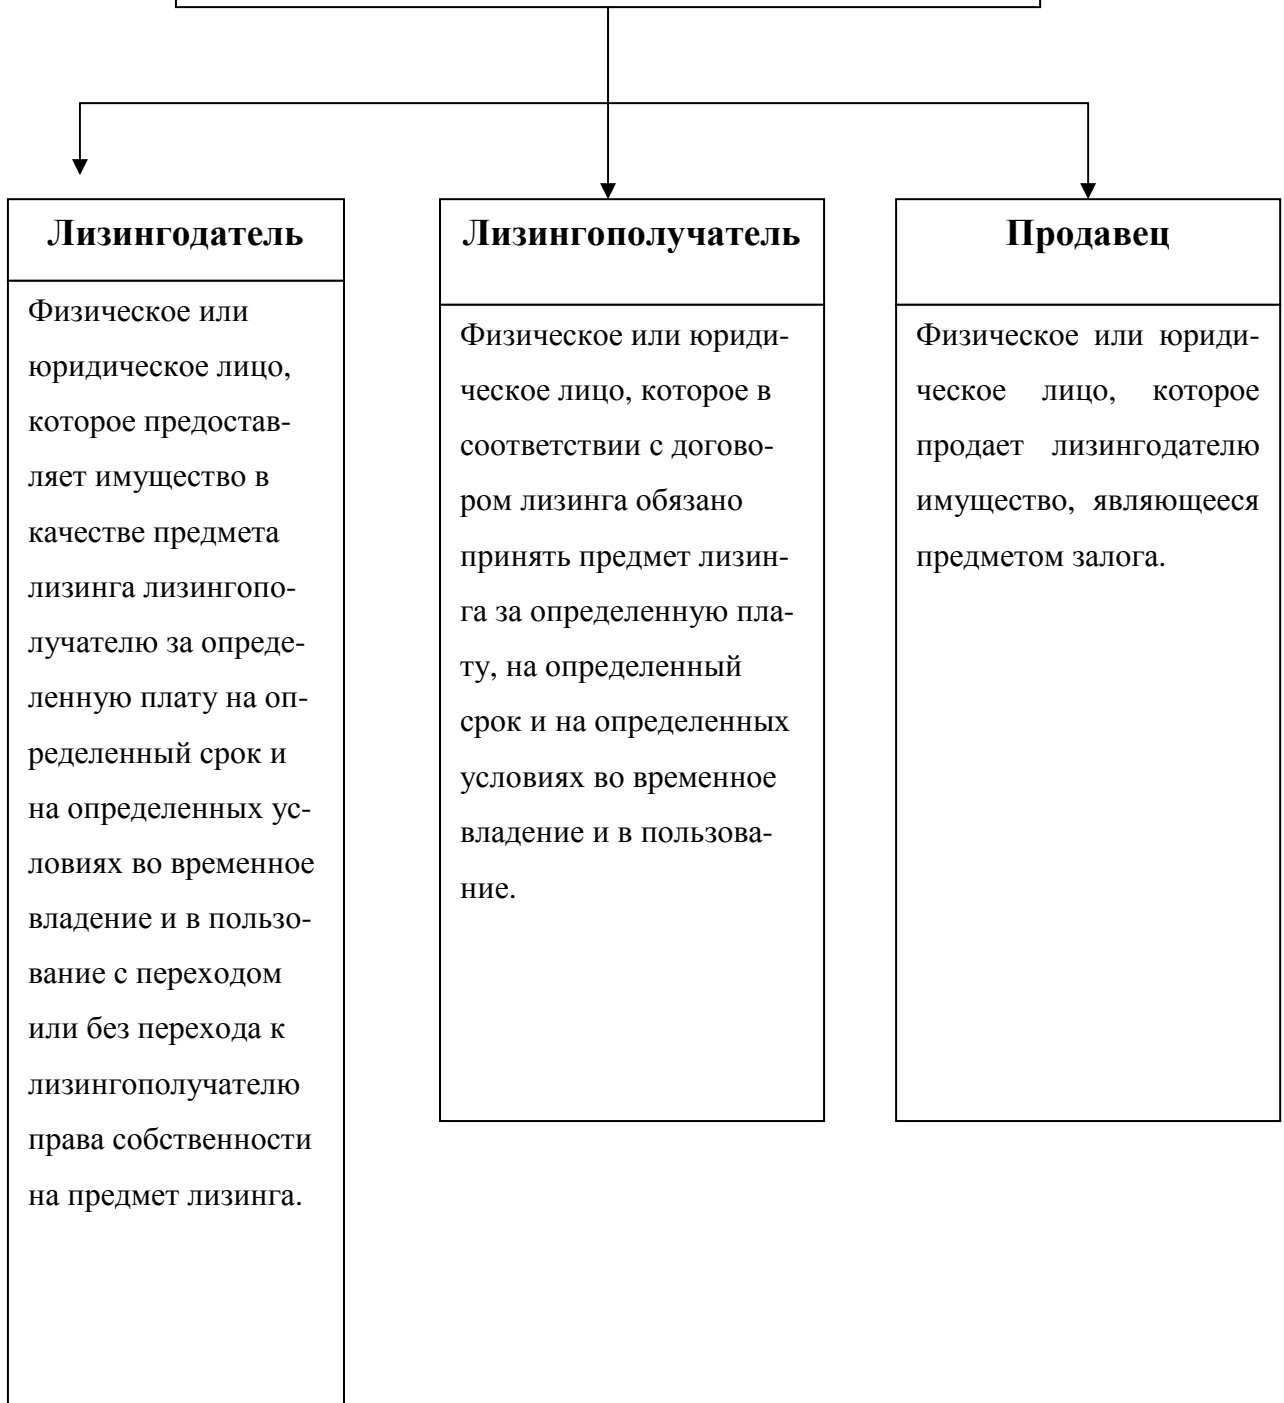 Лизингодатель
Физическое или
юридическое лицо,
которое предостав-
ляет имущество в
качестве предмета
лизинга лизингопо-
лучателю за опреде-
ленную плату на оп-
ределенный срок и
на определенных ус-
ловиях во временное
владение и в пользо-
вание с переходом
или без перехода к
лизингополучателю
права собственности
на предмет лизинга.
Лизингополучатель
Физическое или юриди-
ческое лицо, которое в
соответствии с догово-
ром лизинга обязано
принять предмет лизин-
га за определенную пла-
ту, на определенный
срок и на определенных
условиях во временное
владение и в пользова-
ние.
Продавец
Физическое или юриди-
ческое лицо, которое
продает лизингодателю
имущество, являющееся
предметом залога.